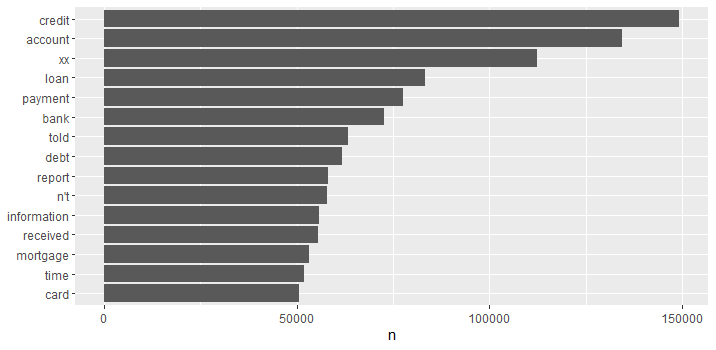 credit
account
xx
loan
payment
bank
told
debt
report
n't
information
received
mortgage
time
card
0 50000 100000 150000
n